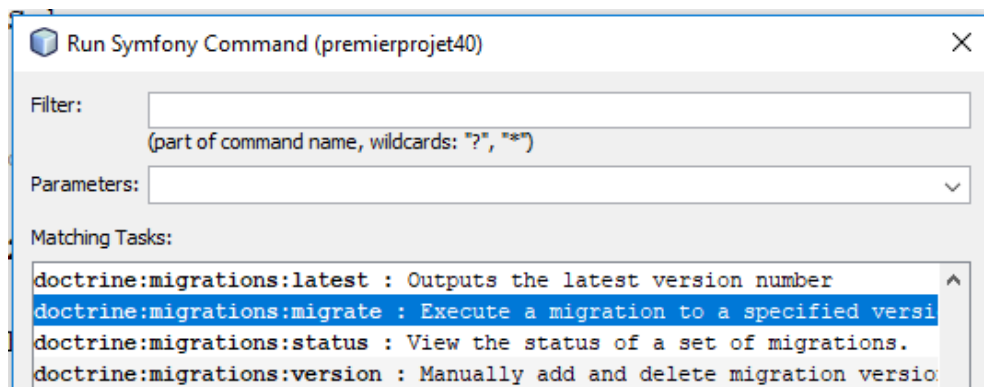 Run Symfony Command (premierprojet40)
Filter:
(part of command name, wildcards: "?", "*")
Parameters:
Matching Tasks:
doctrine:migrations:latest : Outputs the latest version number
doctrine:migrations:migrate : Execute a migration to a specified versi
doctrine:migrations:status : View the status of a set of migrations.
doctrine:migrations:version : Manually add and delete migration versio